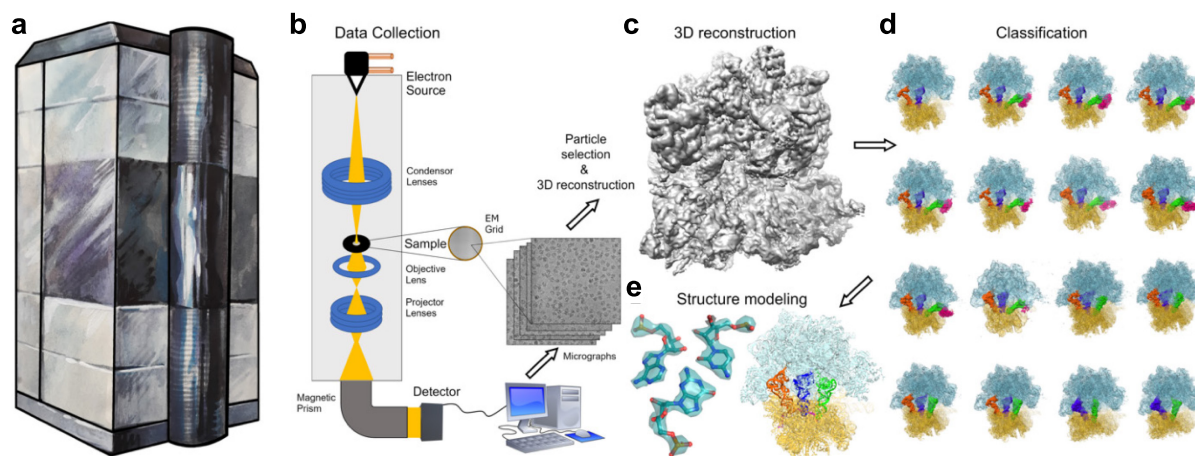 a
b
Data Collection
Electron
Source
Condensor
Lenses
Sample
EM
Grid
Objective
Lens
Projector
Lenses
Magnetic
Prism
Detector
Micrographs
Particle
selection
&
3D reconstruction
c
3D reconstruction
d
Classification
e
Structure modeling